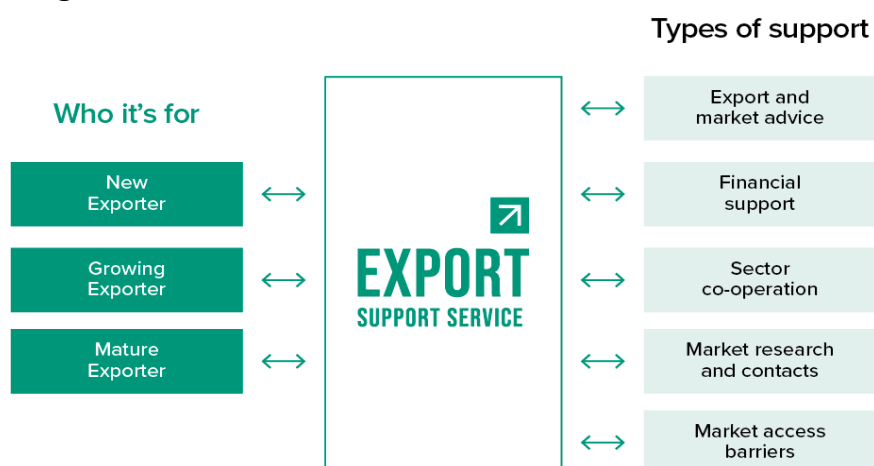 Types of support
Who it's for
New
Exporter
Growing
Exporter
Mature
Exporter
EXPORT
SUPPORT SERVICE
Export and
market advice
Financial
support
Sector
co-operation
Market research
and contacts
Market access
barriers